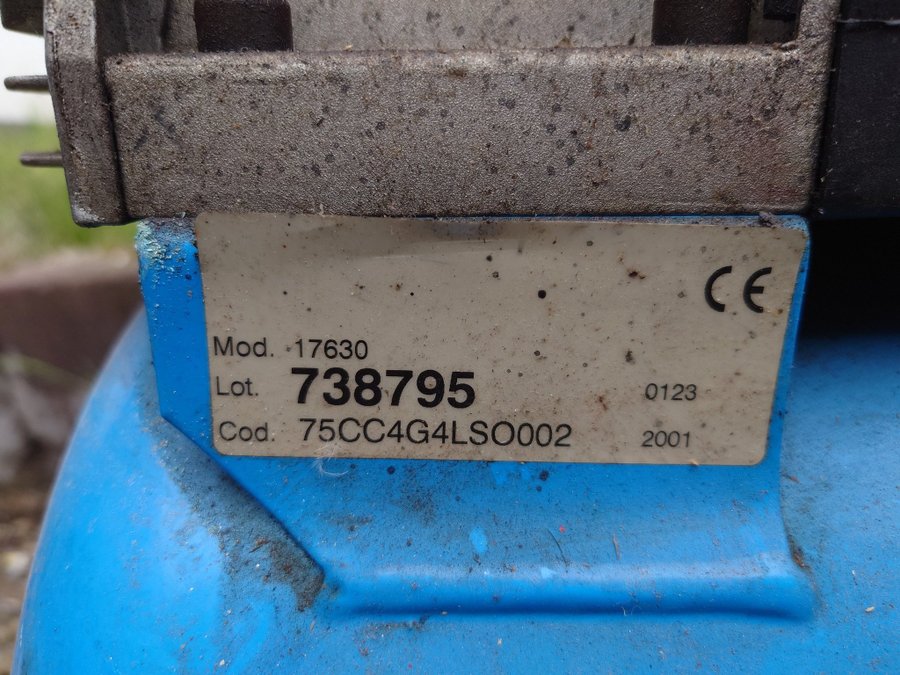 CE
Mod. 17630
Lot. 738795 0123
Cod. 75CC4G4LSO002 2001